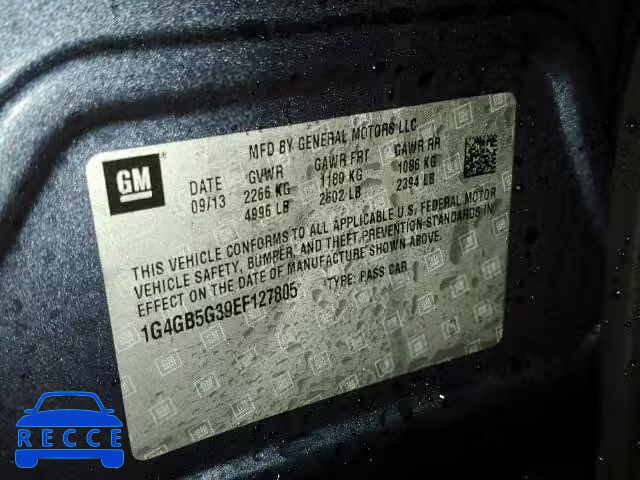 MFD BY GENERAL MOTORS LLC
GM
DATE GVWR GAWR FRT GAWR RR
09/13 2266 KG 1180 KG 1086 KG
4996 LB 2602 LB 2394 LB
THIS VEHICLE CONFORMS TO ALL APPLICABLE U.S. FEDERAL MOTOR
VEHICLE SAFETY, BUMPER, AND THEFT PREVENTION STANDARDS IN
EFFECT ON THE DATE OF MANUFACTURE SHOWN ABOVE.
1G4GB5G39EF127805 TYPE: PASS CAR
RECCE